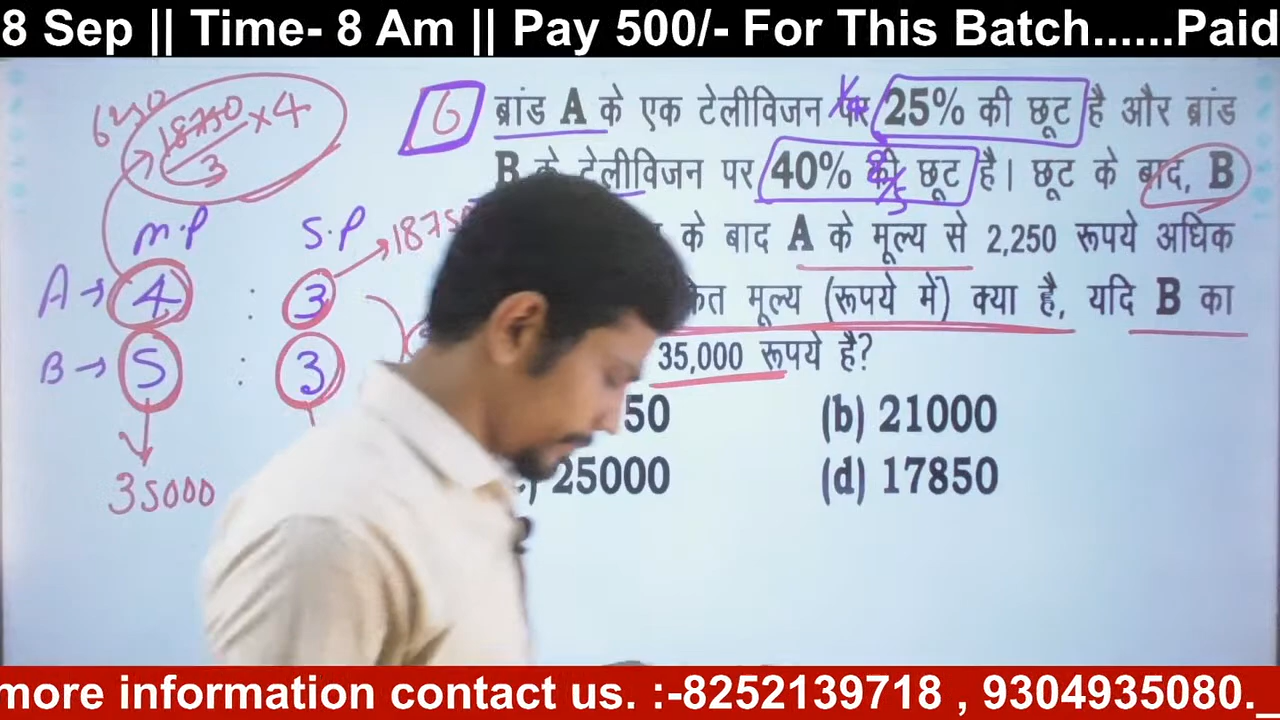 8 Sep || Time- 8 Am || Pay 500/- For This Batch......Paid
6 ब्रांड A के एक टेलीविजन पर 25% की छूट है और ब्रांड
1/4
B के टेलीविजन पर 40% की छूट है। छूट के बाद, B
के बाद A के मूल्य से 2,250 रूपये अधिक
मूल्य (रूपये में) क्या है, यदि B का
35,000 रूपये है?
50
(b) 21000
25000
(d) 17850
6250
18750/3 ×4
M.P S.P
A→ 4 : 3 →18750
B→ 5 : 3
35000
more information contact us. :-8252139718 , 9304935080._